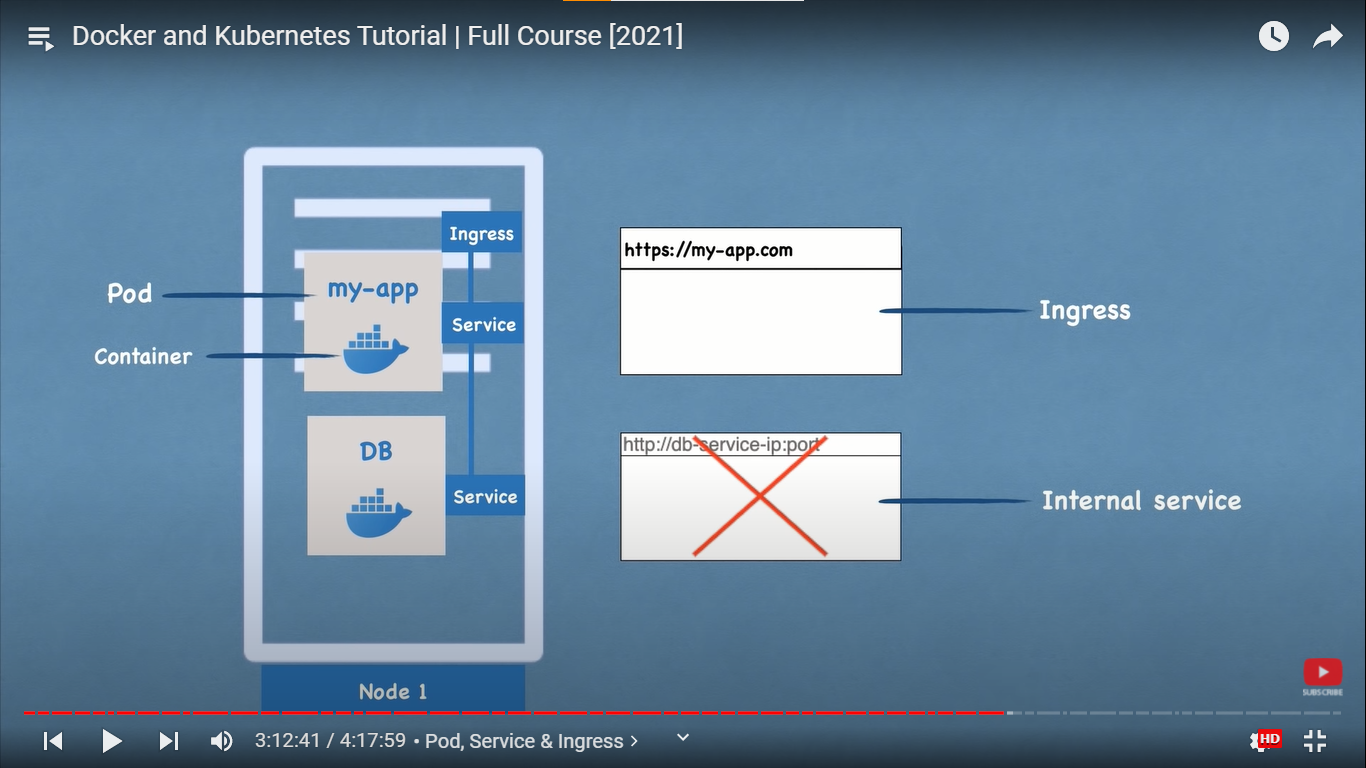 Docker and Kubernetes Tutorial | Full Course [2021]
Ingress
https://my-app.com
my-app
Pod
Ingress
Service
Container
DB
http://db-service-ip:port
Service
Internal service
SUBSCRIBE
Node 1
3:12:41 / 4:17:59 • Pod, Service & Ingress
HD